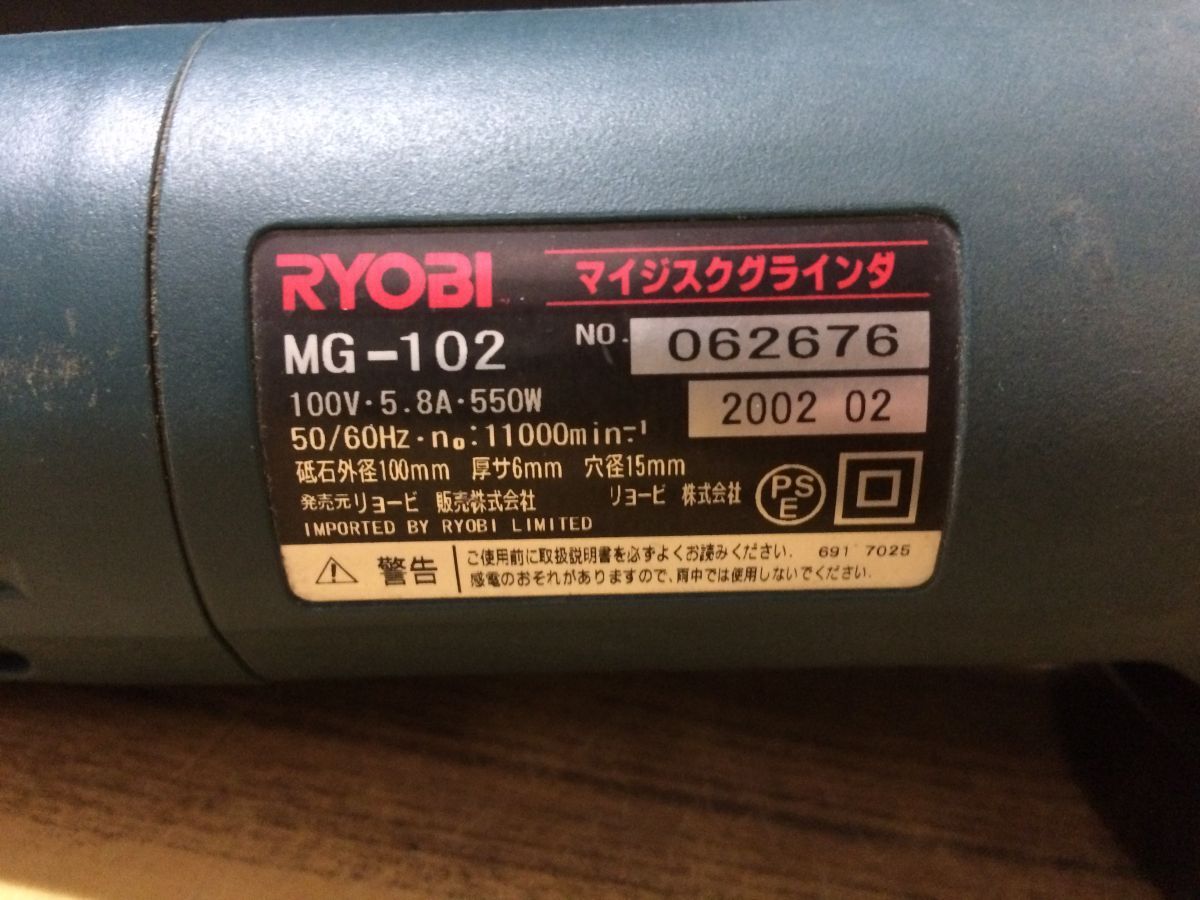 RYOBI マイジスクグラインダ
MG-102 NO. 062676
100V・5.8A・550W 2002 02
50/60Hz・n₀:11000min⁻¹
砥石外径100mm 厚サ6mm 穴径15mm
発売元リョービ 販売株式会社 リョービ 株式会社
PS
E
IMPORTED BY RYOBI LIMITED
警告 ご使用前に取扱説明書を必ずよくお読みください. 691 7025
感電のおそれがありますので、雨中では使用しないでください.